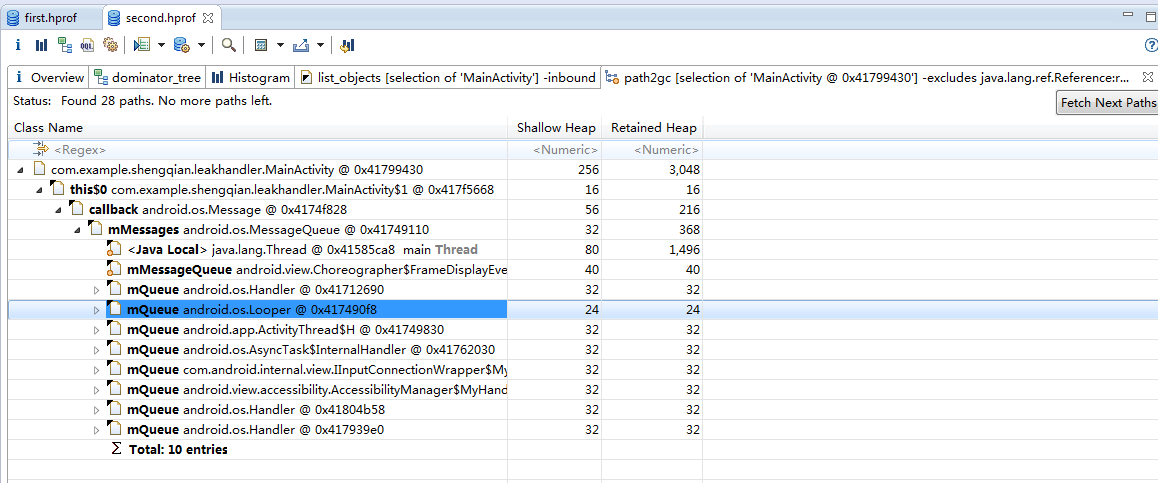 first.hprof second.hprof
i Overview dominator_tree Histogram list_objects [selection of 'MainActivity'] -inbound path2gc [selection of 'MainActivity @ 0x41799430'] -excludes java.lang.ref.Reference:r...
Status: Found 28 paths. No more paths left.
Fetch Next Paths
Class Name Shallow Heap Retained Heap
<Regex> <Numeric> <Numeric>
com.example.shengqian.leakhandler.MainActivity @ 0x41799430 256 3,048
this$0 com.example.shengqian.leakhandler.MainActivity$1 @ 0x417f5668 16 16
callback android.os.Message @ 0x4174f828 56 216
mMessages android.os.MessageQueue @ 0x41749110 32 368
<Java Local> java.lang.Thread @ 0x41585ca8 main Thread 80 1,496
mMessageQueue android.view.Choreographer$FrameDisplayEve 40 40
mQueue android.os.Handler @ 0x41712690 32 32
mQueue android.os.Looper @ 0x417490f8 24 24
mQueue android.app.ActivityThread$H @ 0x41749830 32 32
mQueue android.os.AsyncTask$InternalHandler @ 0x41762030 32 32
mQueue com.android.internal.view.IInputConnectionWrapper$My 32 32
mQueue android.view.accessibility.AccessibilityManager$MyHand 32 32
mQueue android.os.Handler @ 0x41804b58 32 32
mQueue android.os.Handler @ 0x417939e0 32 32
Σ Total: 10 entries